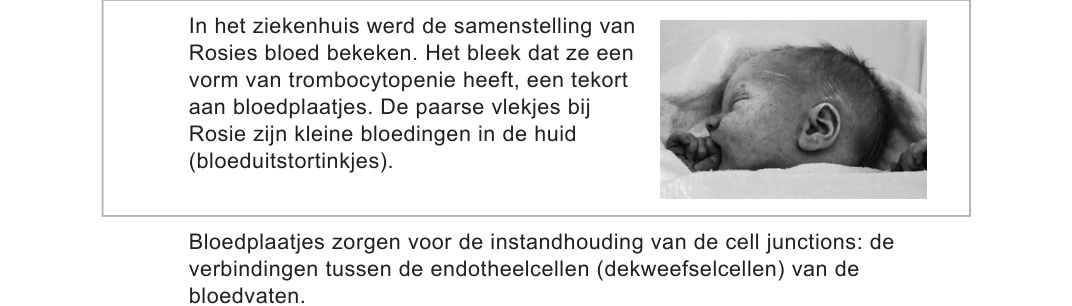 In het ziekenhuis werd de samenstelling van
Rosies bloed bekeken. Het bleek dat ze een
vorm van trombocytopenie heeft, een tekort
aan bloedplaatjes. De paarse vlekjes bij
Rosie zijn kleine bloedingen in de huid
(bloeduitstortinkjes).
Bloedplaatjes zorgen voor de instandhouding van de cell junctions: de
verbindingen tussen de endotheelcellen (dekweefselcellen) van de
bloedvaten.